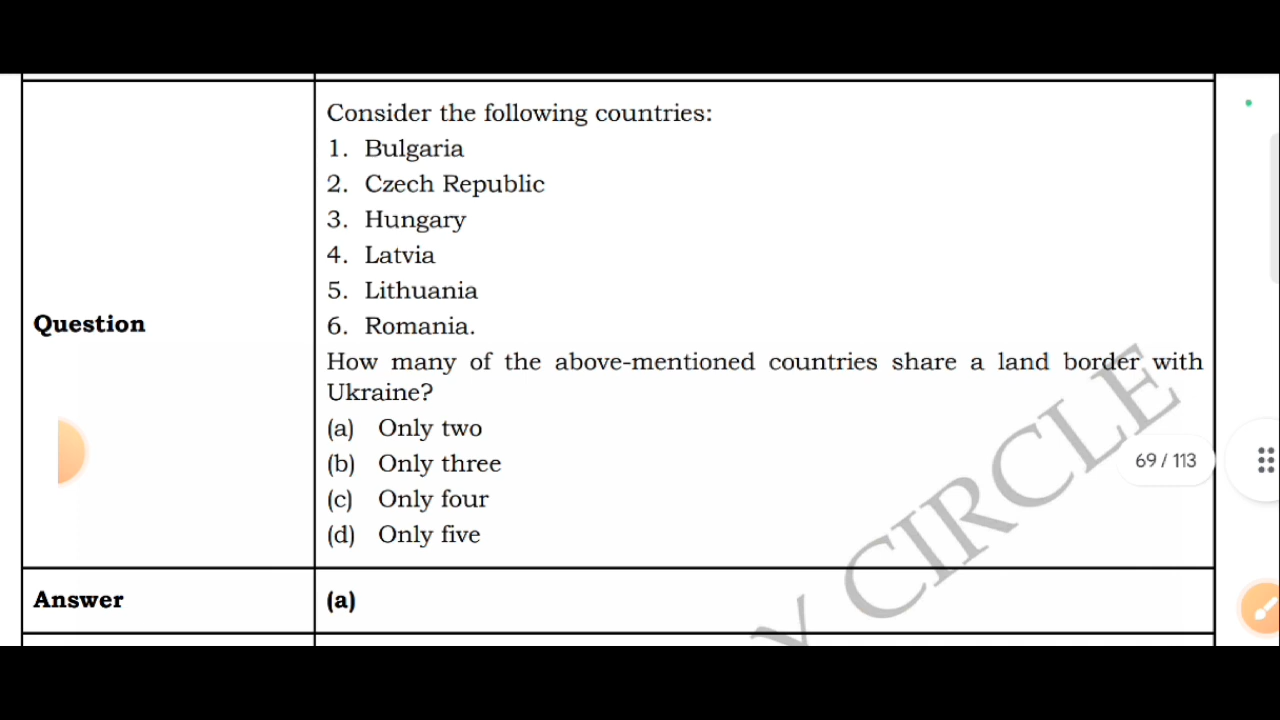 Consider the following countries:
1. Bulgaria
2. Czech Republic
3. Hungary
4. Latvia
5. Lithuania
Question
6. Romania.
How many of the above-mentioned countries share a land border with
Ukraine?
(a) Only two
(b) Only three
69 / 113
(c) Only four
(d) Only five
Answer
(a)
Y CIRCLE